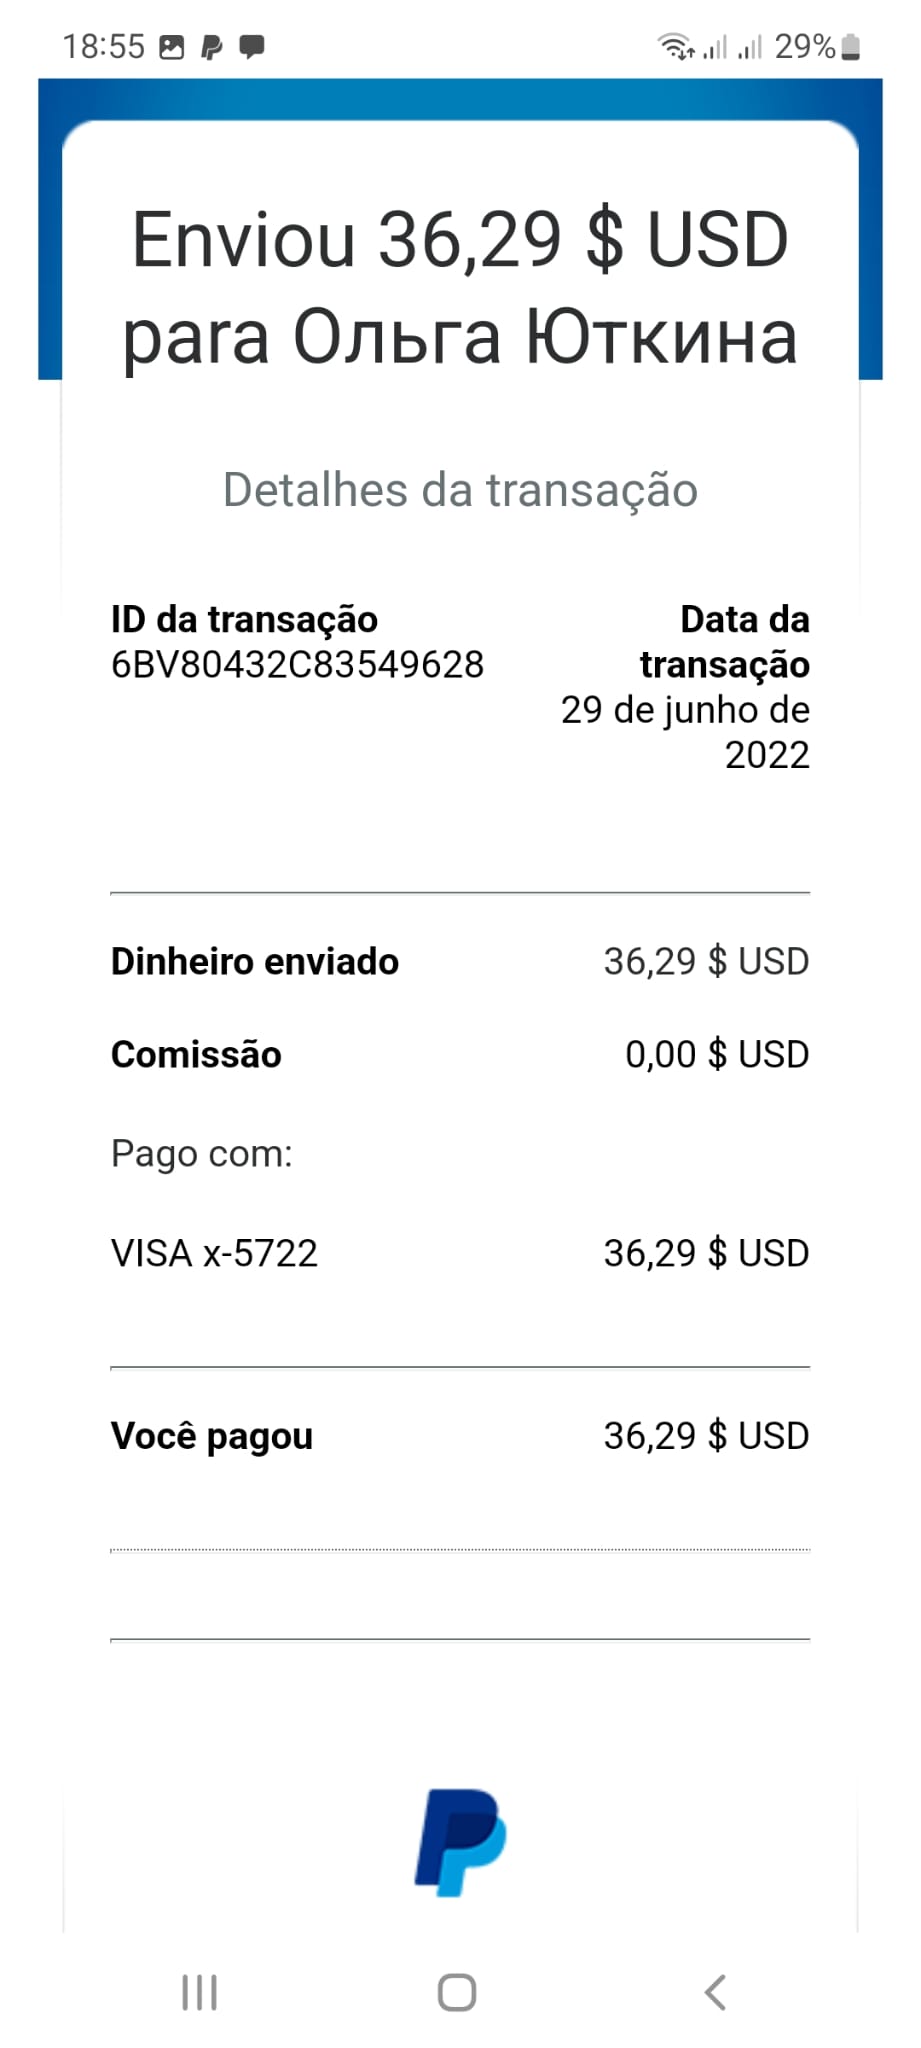 18:55
29%
Enviou 36,29 $ USD
para Ольга Юткина
Detalhes da transação
ID da transação
6BV80432C83549628
Data da
transação
29 de junho de
2022
Dinheiro enviado 36,29 $ USD
Comissão 0,00 $ USD
Pago com:
VISA x-5722 36,29 $ USD
Você pagou 36,29 $ USD